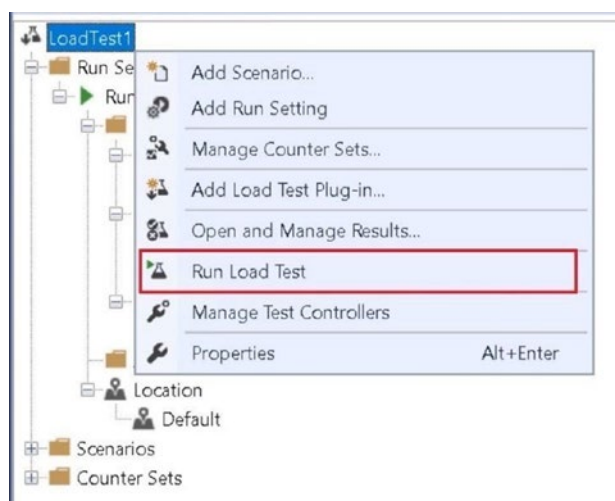 LoadTest1
Run Se
Run
Add Scenario...
Add Run Setting
Manage Counter Sets...
Add Load Test Plug-in...
Open and Manage Results...
Run Load Test
Manage Test Controllers
Properties Alt+Enter
Location
Default
Scenarios
Counter Sets